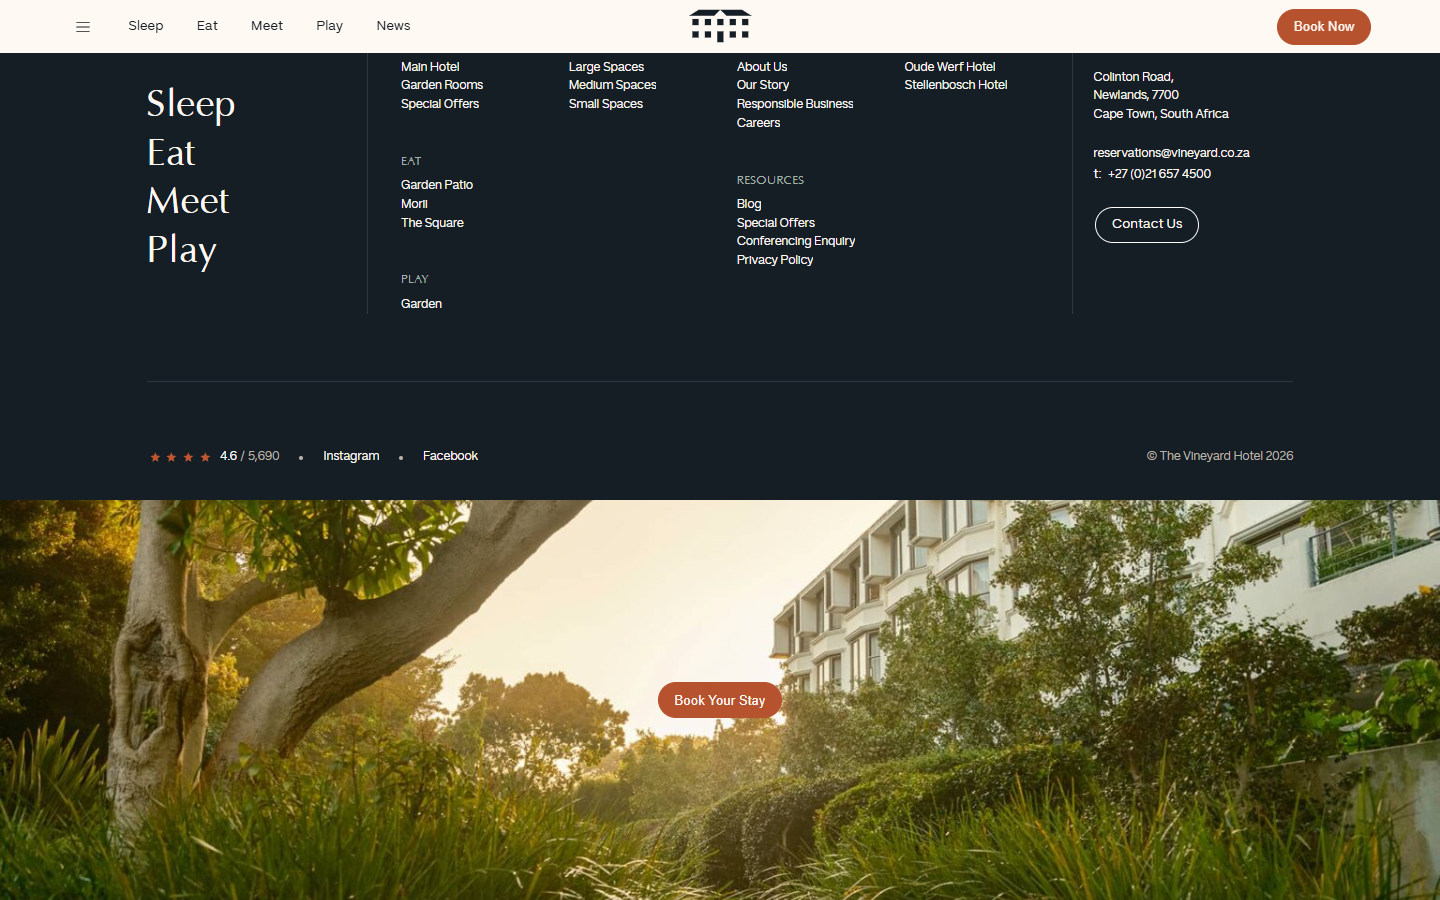 Sleep
Eat
Meet
Play
News
Book Now
Sleep
Eat
Meet
Play
Main Hotel
Garden Rooms
Special Offers
EAT
Garden Patio
Morii
The Square
PLAY
Garden
Large Spaces
Medium Spaces
Small Spaces
About Us
Our Story
Responsible Business
Careers
RESOURCES
Blog
Special Offers
Conferencing Enquiry
Privacy Policy
Oude Werf Hotel
Stellenbosch Hotel
Colinton Road,
Newlands, 7700
Cape Town, South Africa
reservations@vineyard.co.za
t: +27 (0)21 657 4500
Contact Us
4.6 / 5,690
Instagram
Facebook
© The Vineyard Hotel 2026
Book Your Stay